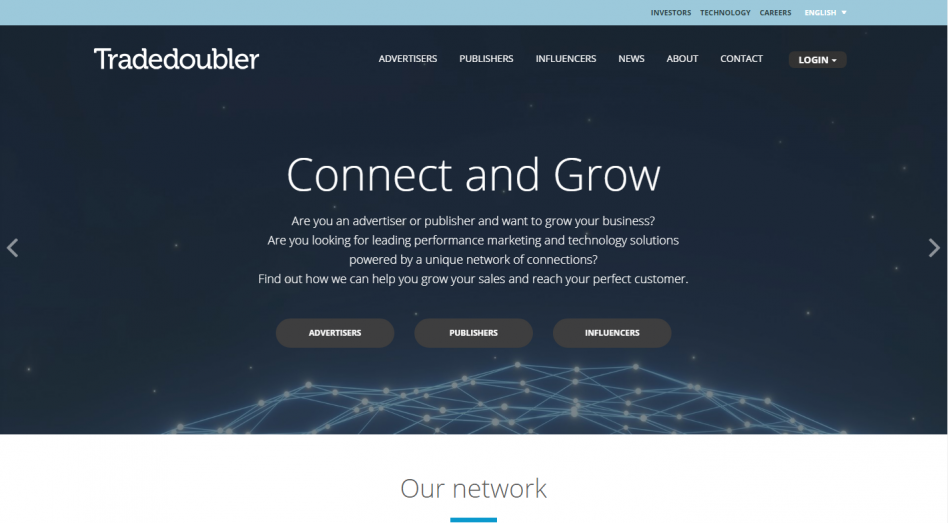 INVESTORS TECHNOLOGY CAREERS ENGLISH
Tradedoubler
ADVERTISERS PUBLISHERS INFLUENCERS NEWS ABOUT CONTACT LOGIN
Connect and Grow
Are you an advertiser or publisher and want to grow your business?
Are you looking for leading performance marketing and technology solutions
powered by a unique network of connections?
Find out how we can help you grow your sales and reach your perfect customer.
ADVERTISERS PUBLISHERS INFLUENCERS
Our network